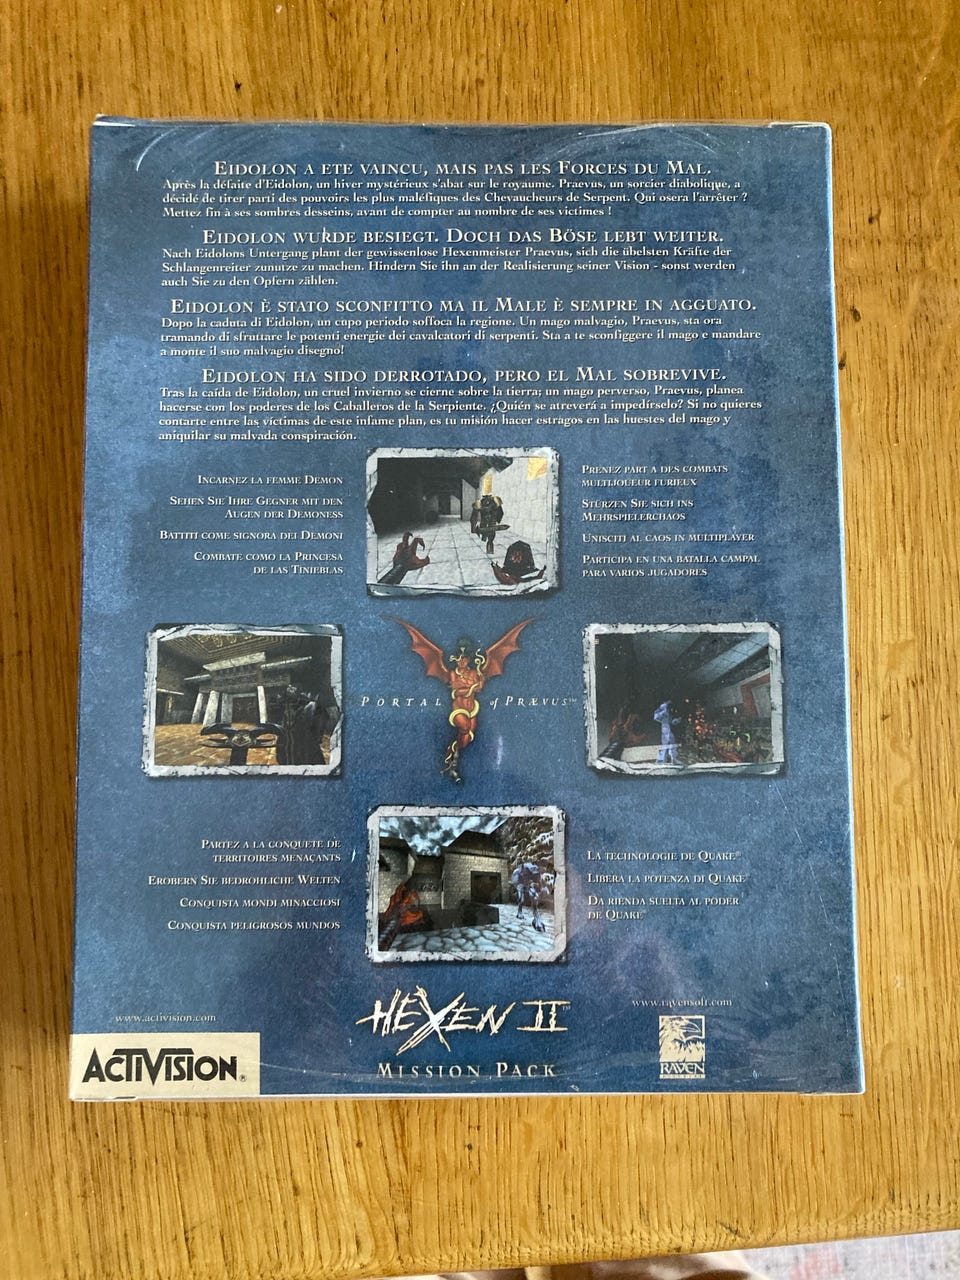 EIDOLON A ETE VAINCU, MAIS PAS LES FORCES DU MAL.
Après la défaite d'Eidolon, un hiver mystérieux s'abat sur le royaume. Praevus, un sorcier diabolique, a
décidé de tirer parti des pouvoirs les plus maléfiques des Chevaucheurs de Serpent. Qui osera l'arrêter ?
Mettez fin à ses sombres desseins, avant de compter au nombre de ses victimes !
EIDOLON WURDE BESIEGT. DOCH DAS BÖSE LEBT WEITER.
Nach Eidolons Untergang plant der gewissenlose Hexenmeister Praevus, sich die übelsten Kräfte der
Schlangenreiter zunutze zu machen. Hindern Sie ihn an der Realisierung seiner Vision - sonst werden
auch Sie zu den Opfern zählen.
EIDOLON È STATO SCONFITTO MA IL MALE È SEMPRE IN AGGUATO.
Dopo la caduta di Eidolon, un cupo periodo soffoca la regione. Un mago malvagio, Praevus, sta ora
tramando di sfruttare le potenti energie dei cavalcatori di serpenti. Sta a te sconfiggere il mago e mandare
a monte il suo malvagio disegno!
EIDOLON HA SIDO DERROTADO, PERO EL MAL SOBREVIVE.
Tras la caída de Eidolon, un cruel invierno se cierne sobre la tierra; un mago perverso, Praevus, planea
hacerse con los poderes de los Caballeros de la Serpiente. ¿Quién se atreverá a impedírselo? Si no quieres
contarte entre las víctimas de este infame plan, es tu misión hacer estragos en las huestes del mago y
aniquilar su malvada conspiración.
INCARNEZ LA FEMME DEMON
SEHEN SIE IHRE GEGNER MIT DEN
AUGEN DER DEMONESS
BATTITI COME SIGNORA DEI DEMONI
COMBATE COMO LA PRINCESA
DE LAS TINIEBLAS
PRENEZ PART A DES COMBATS
MULTIJOUEUR FURIEUX
STÜRZEN SIE SICH INS
MEHRSPIELERCHAOS
UNISCITI AL CAOS IN MULTIPLAYER
PARTICIPA EN UNA BATALLA CAMPAL
PARA VARIOS JUGADORES
PORTAL of PRÆVUS™
PARTEZ A LA CONQUETE DE
TERRITOIRES MENAÇANTS
EROBERN SIE BEDROHLICHE WELTEN
CONQUISTA MONDI MINACCIOSI
CONQUISTA PELIGROSOS MUNDOS
LA TECHNOLOGIE DE QUAKE®
LIBERA LA POTENZA DI QUAKE®
DA RIENDA SUELTA AL PODER
DE QUAKE®
www.activision.com
HEXEN II™
MISSION PACK
www.ravensoft.com
ACTIVISION®
RAVEN
SOFTWARE